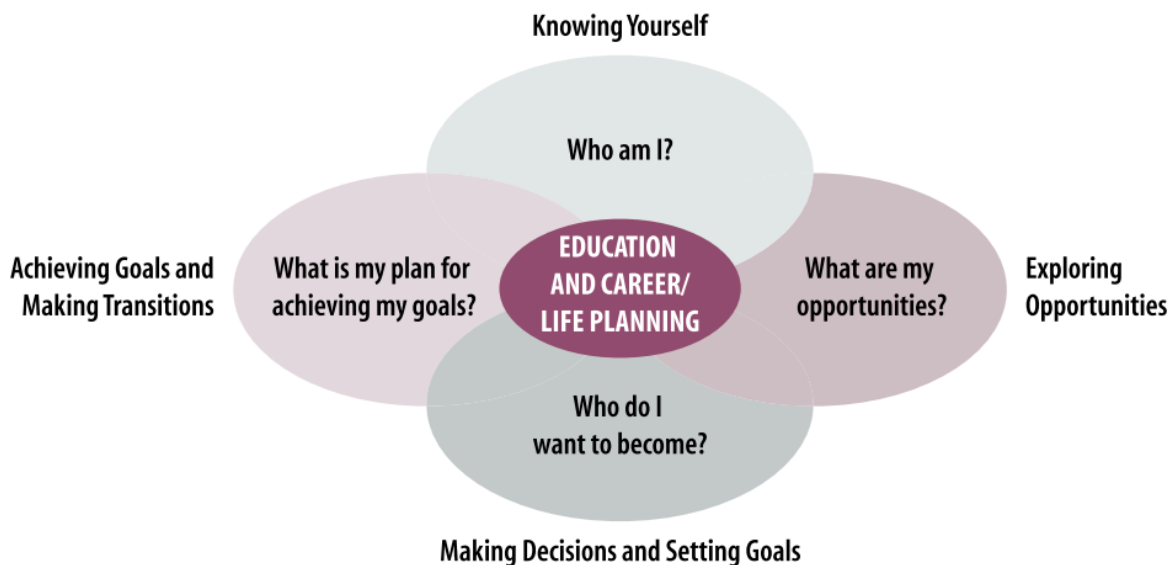 Knowing Yourself
Who am I?
Achieving Goals and
Making Transitions
What is my plan for
achieving my goals?
EDUCATION
AND CAREER/
LIFE PLANNING
What are my
opportunities?
Exploring
Opportunities
Who do I
want to become?
Making Decisions and Setting Goals